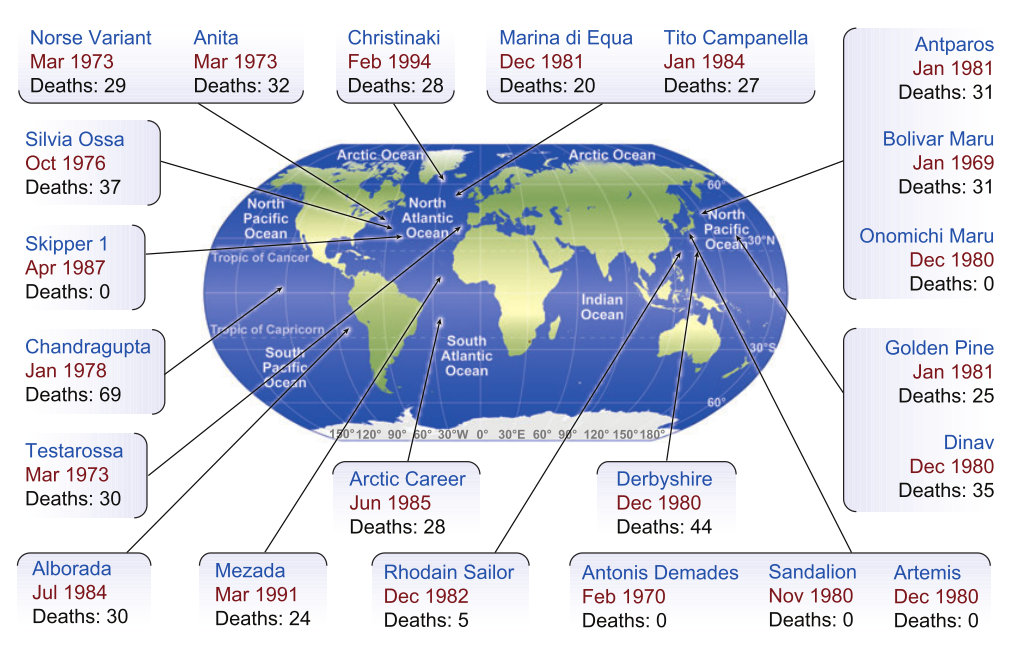 Norse Variant
Mar 1973
Deaths: 29
Anita
Mar 1973
Deaths: 32
Christinaki
Feb 1994
Deaths: 28
Marina di Equa
Dec 1981
Deaths: 20
Tito Campanella
Jan 1984
Deaths: 27
Antparos
Jan 1981
Deaths: 31
Bolivar Maru
Jan 1969
Deaths: 31
Onomichi Maru
Dec 1980
Deaths: 0
Silvia Ossa
Oct 1976
Deaths: 37
Skipper 1
Apr 1987
Deaths: 0
Chandragupta
Jan 1978
Deaths: 69
Testarossa
Mar 1973
Deaths: 30
Arctic Ocean
Arctic Ocean
60°
North
Pacific
Ocean
North
Atlantic
Ocean
North
Pacific
Ocean
30°N
Tropic of Cancer
0°
Indian
Ocean
Tropic of Capricorn
South
Pacific
Ocean
South
Atlantic
Ocean
30°S
60°
150° 120° 90° 60° 30°W 0° 30°E 60° 90° 120° 150° 180°
Golden Pine
Jan 1981
Deaths: 25
Dinav
Dec 1980
Deaths: 35
Arctic Career
Jun 1985
Deaths: 28
Derbyshire
Dec 1980
Deaths: 44
Alborada
Jul 1984
Deaths: 30
Mezada
Mar 1991
Deaths: 24
Rhodain Sailor
Dec 1982
Deaths: 5
Antonis Demades
Feb 1970
Deaths: 0
Sandalion
Nov 1980
Deaths: 0
Artemis
Dec 1980
Deaths: 0